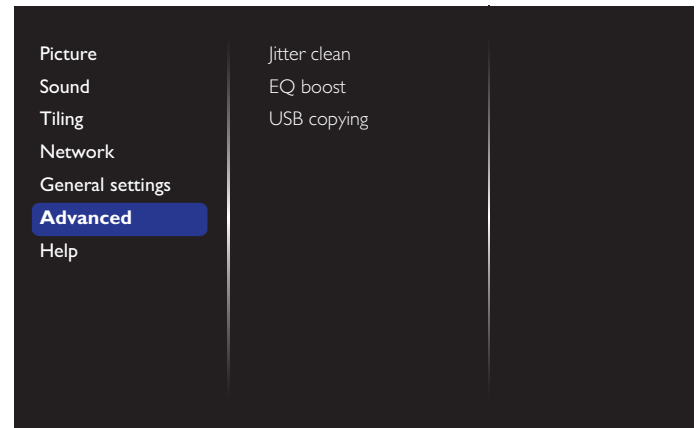 Picture
Sound
Tiling
Network
General settings
Advanced
Help
Jitter clean
EQ boost
USB copying